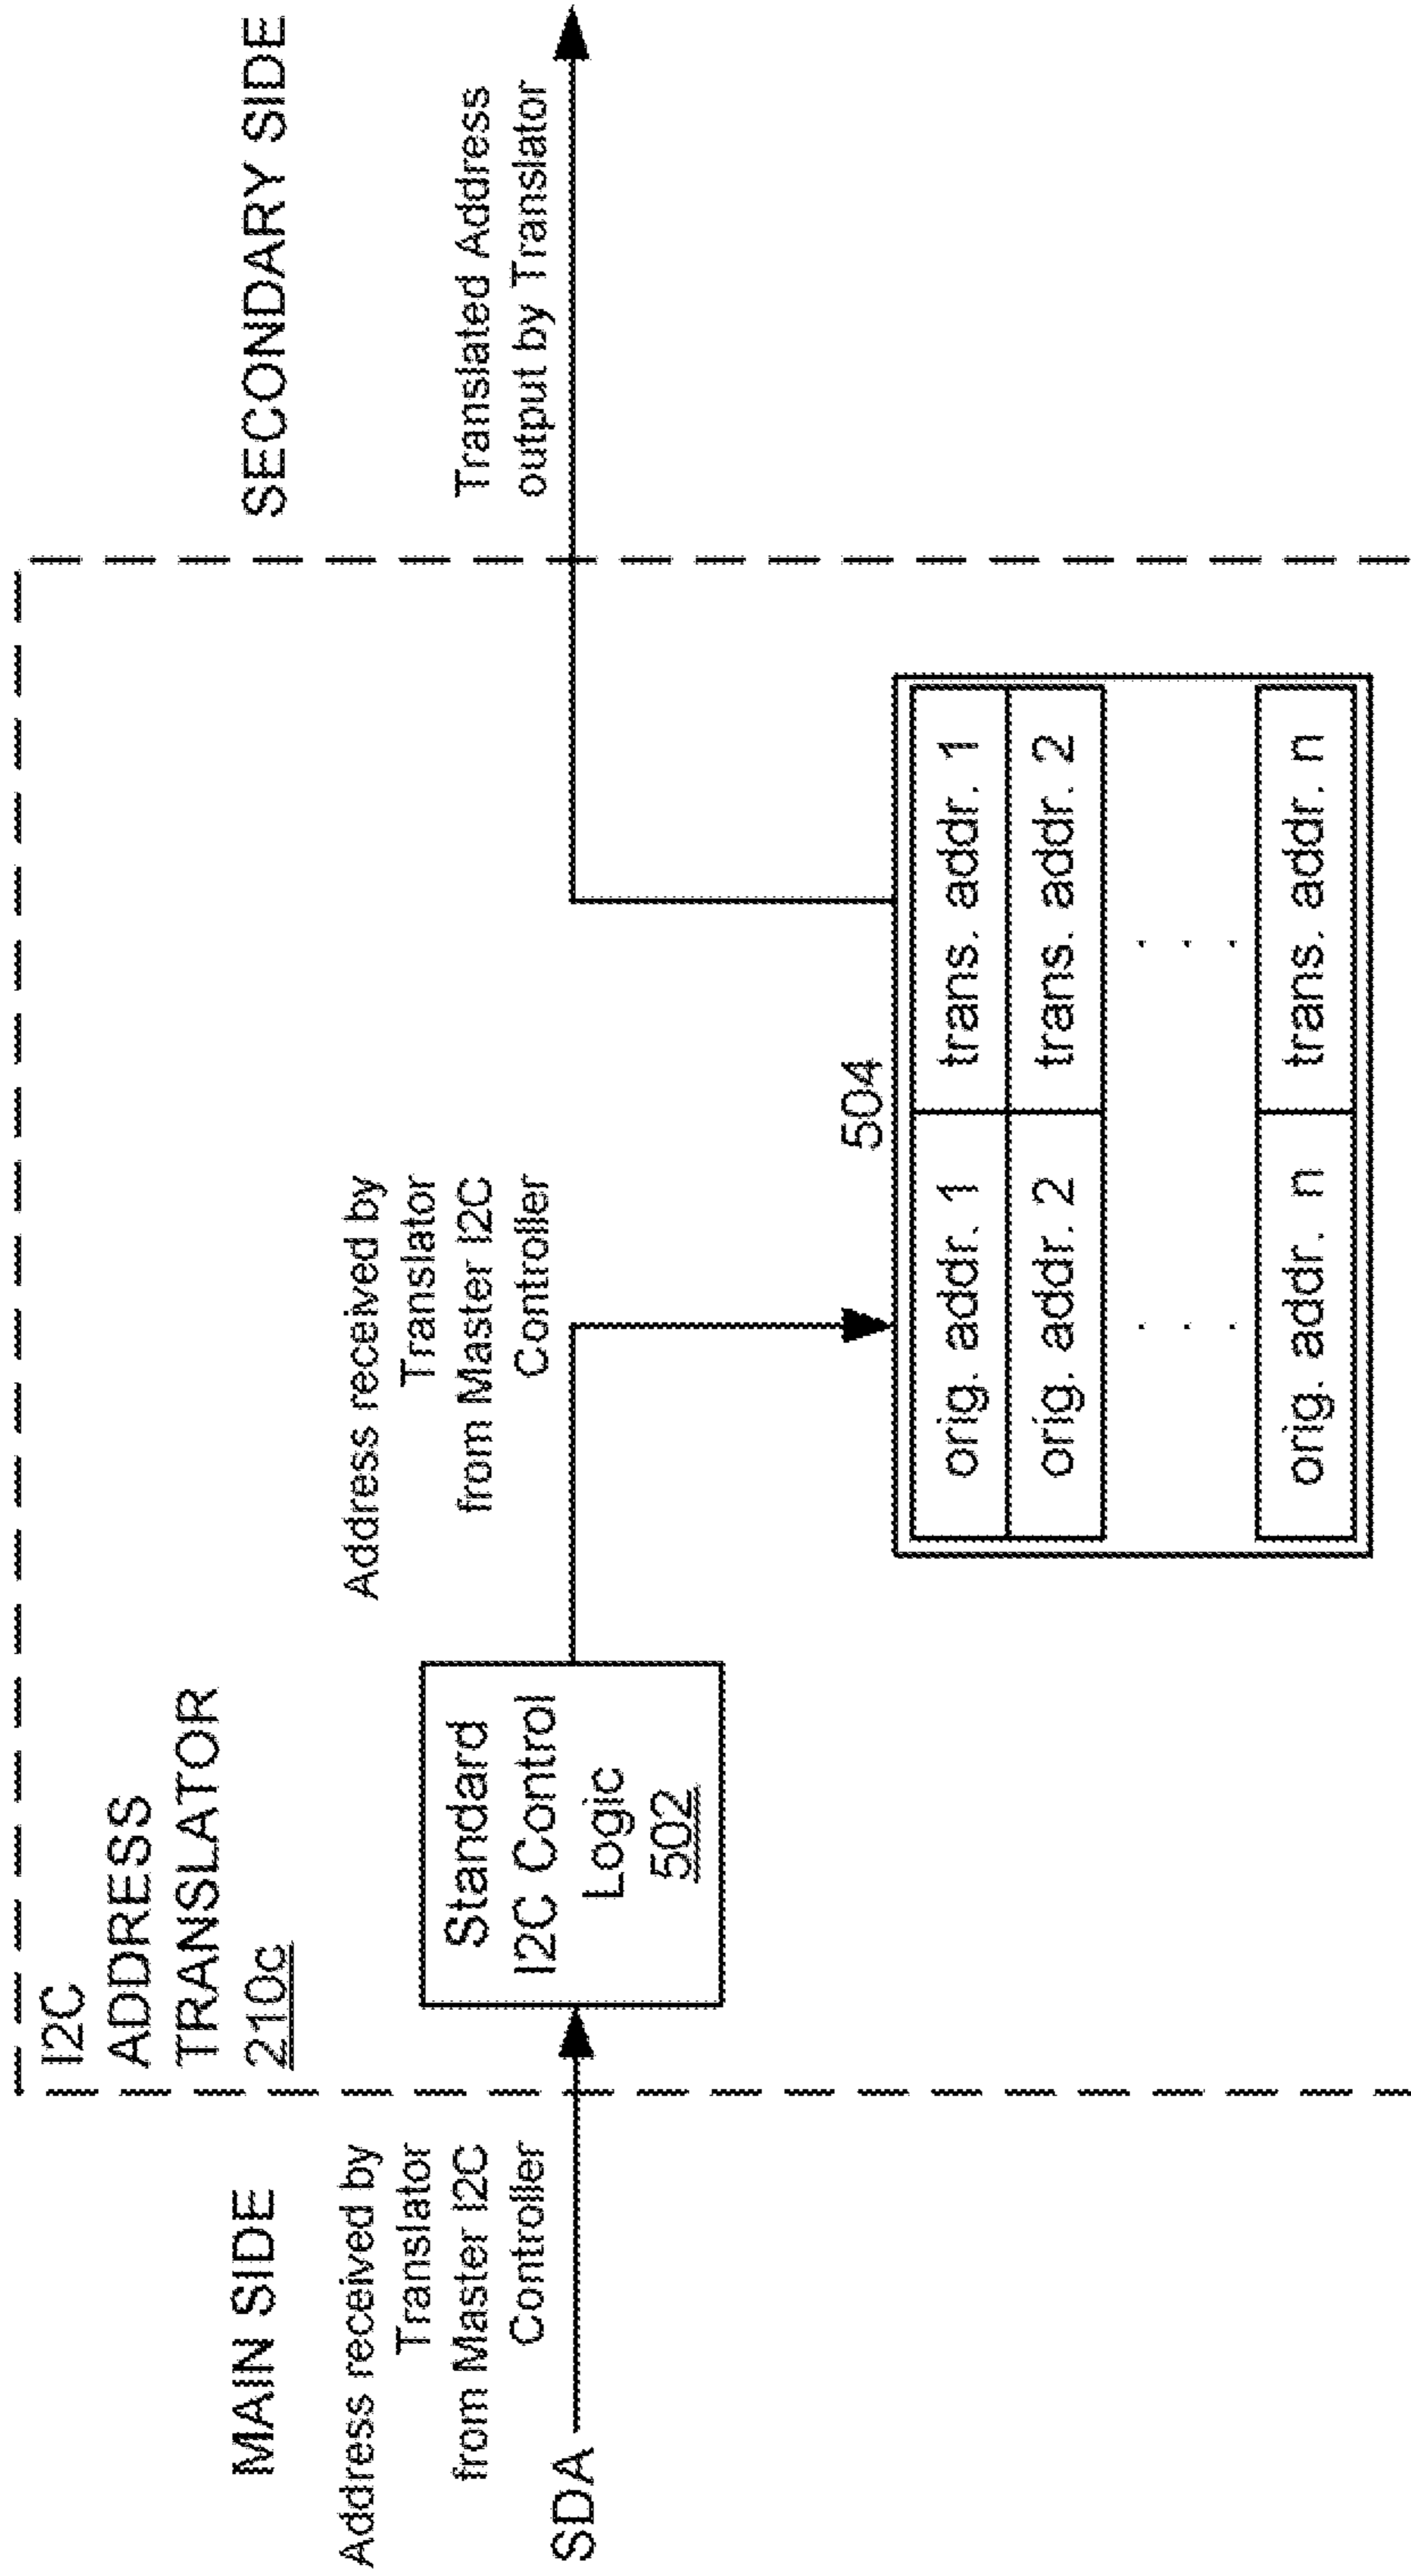 I2C
ADDRESS
TRANSLATOR
210c
MAIN SIDE
SECONDARY SIDE
Address received by
Translator
from Master I2C
Controller
SDA
Standard
I2C Control
Logic
502
Address received by
Translator
from Master I2C
Controller
Translated Address
output by Translator
504
orig. addr. 1 trans. addr. 1
orig. addr. 2 trans. addr. 2
. . . . . .
orig. addr. n trans. addr. n